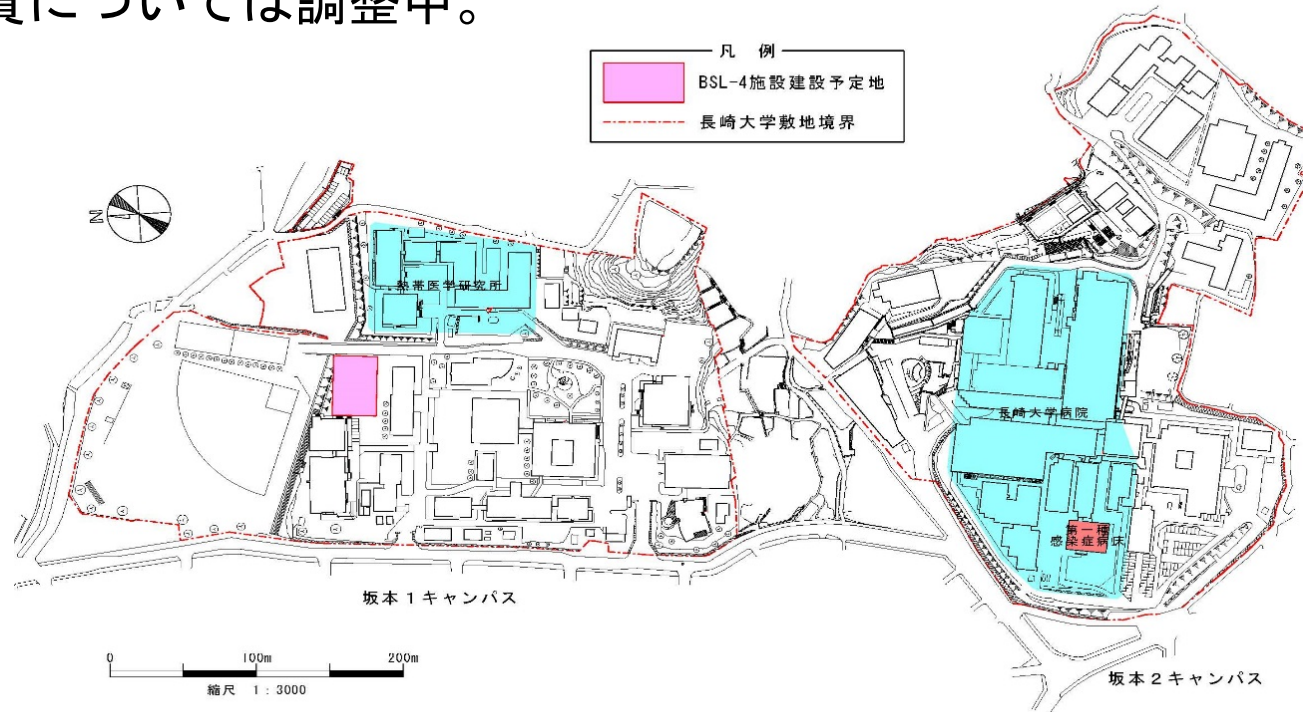 については調整中。
凡 例
BSL-4施設建設予定地
長崎大学敷地境界
N
熱帯医学研究所
長崎大学病院
第一種
感染症病床
坂本1キャンパス
坂本2キャンパス
0 100m 200m
縮尺 1:3000